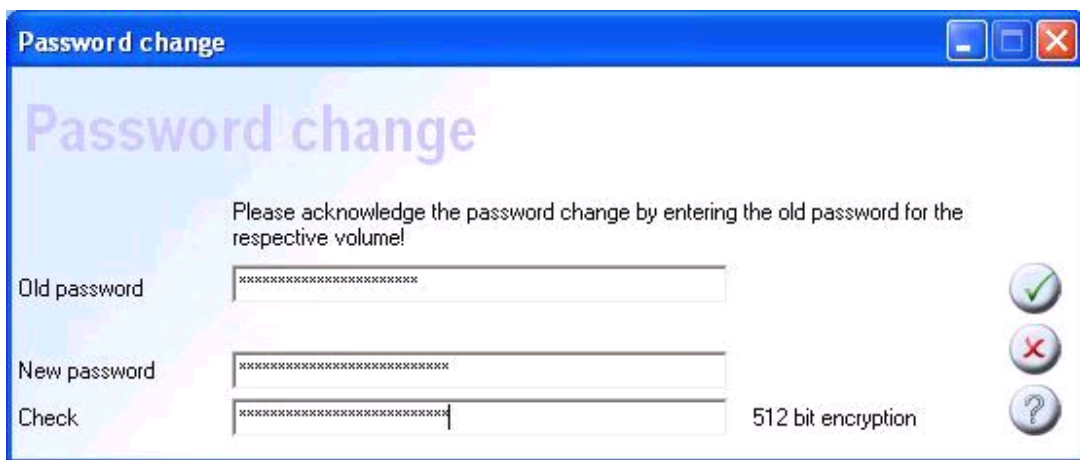 Password change
Password change
Please acknowledge the password change by entering the old password for the
respective volume!
Old password ***********************
New password ***************************
Check ***************************
512 bit encryption
?